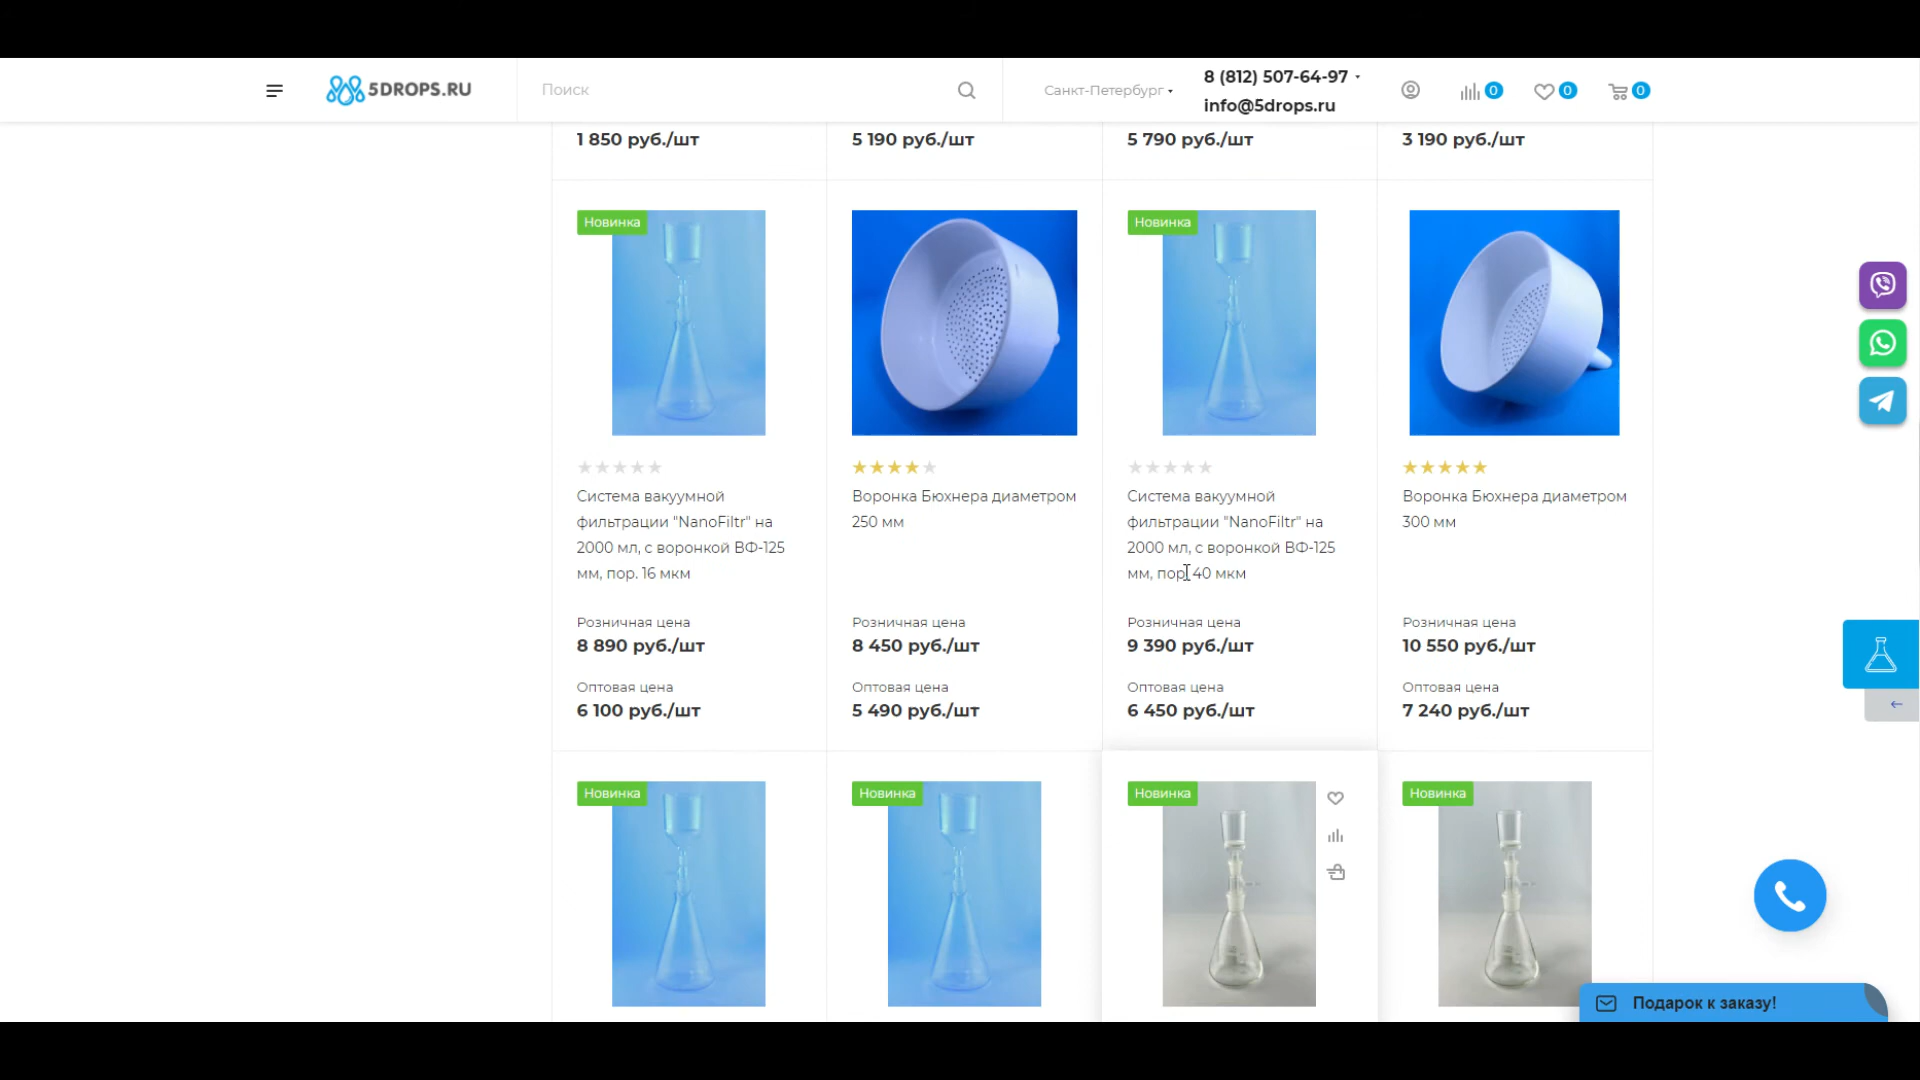 5DROPS.RU
Поиск
Санкт-Петербург
8 (812) 507-64-97
info@5drops.ru
0
0
0
1 850 руб./шт
5 190 руб./шт
5 790 руб./шт
3 190 руб./шт
Новинка
Система вакуумной
фильтрации "NanoFiltr" на
2000 мл, с воронкой ВФ-125
мм, пор. 16 мкм
Розничная цена
8 890 руб./шт
Оптовая цена
6 100 руб./шт
Воронка Бюхнера диаметром
250 мм
Розничная цена
8 450 руб./шт
Оптовая цена
5 490 руб./шт
Новинка
Система вакуумной
фильтрации "NanoFiltr" на
2000 мл, с воронкой ВФ-125
мм, пор. 40 мкм
Розничная цена
9 390 руб./шт
Оптовая цена
6 450 руб./шт
Воронка Бюхнера диаметром
300 мм
Розничная цена
10 550 руб./шт
Оптовая цена
7 240 руб./шт
Новинка
Новинка
Новинка
Новинка
Подарок к заказу!